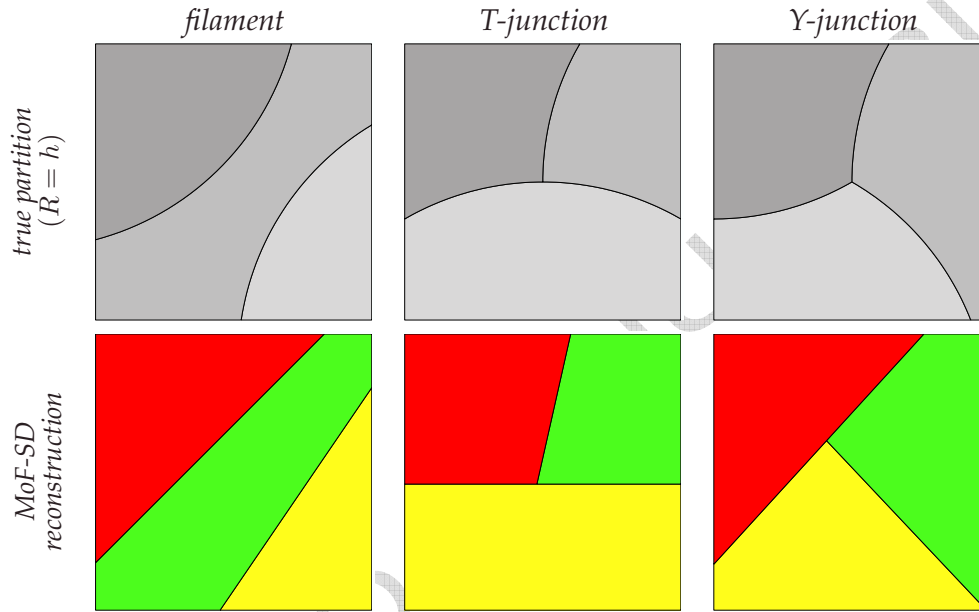 filament
T-junction
Y-junction
true partition
(R = h)
MoF-SD
reconstruction